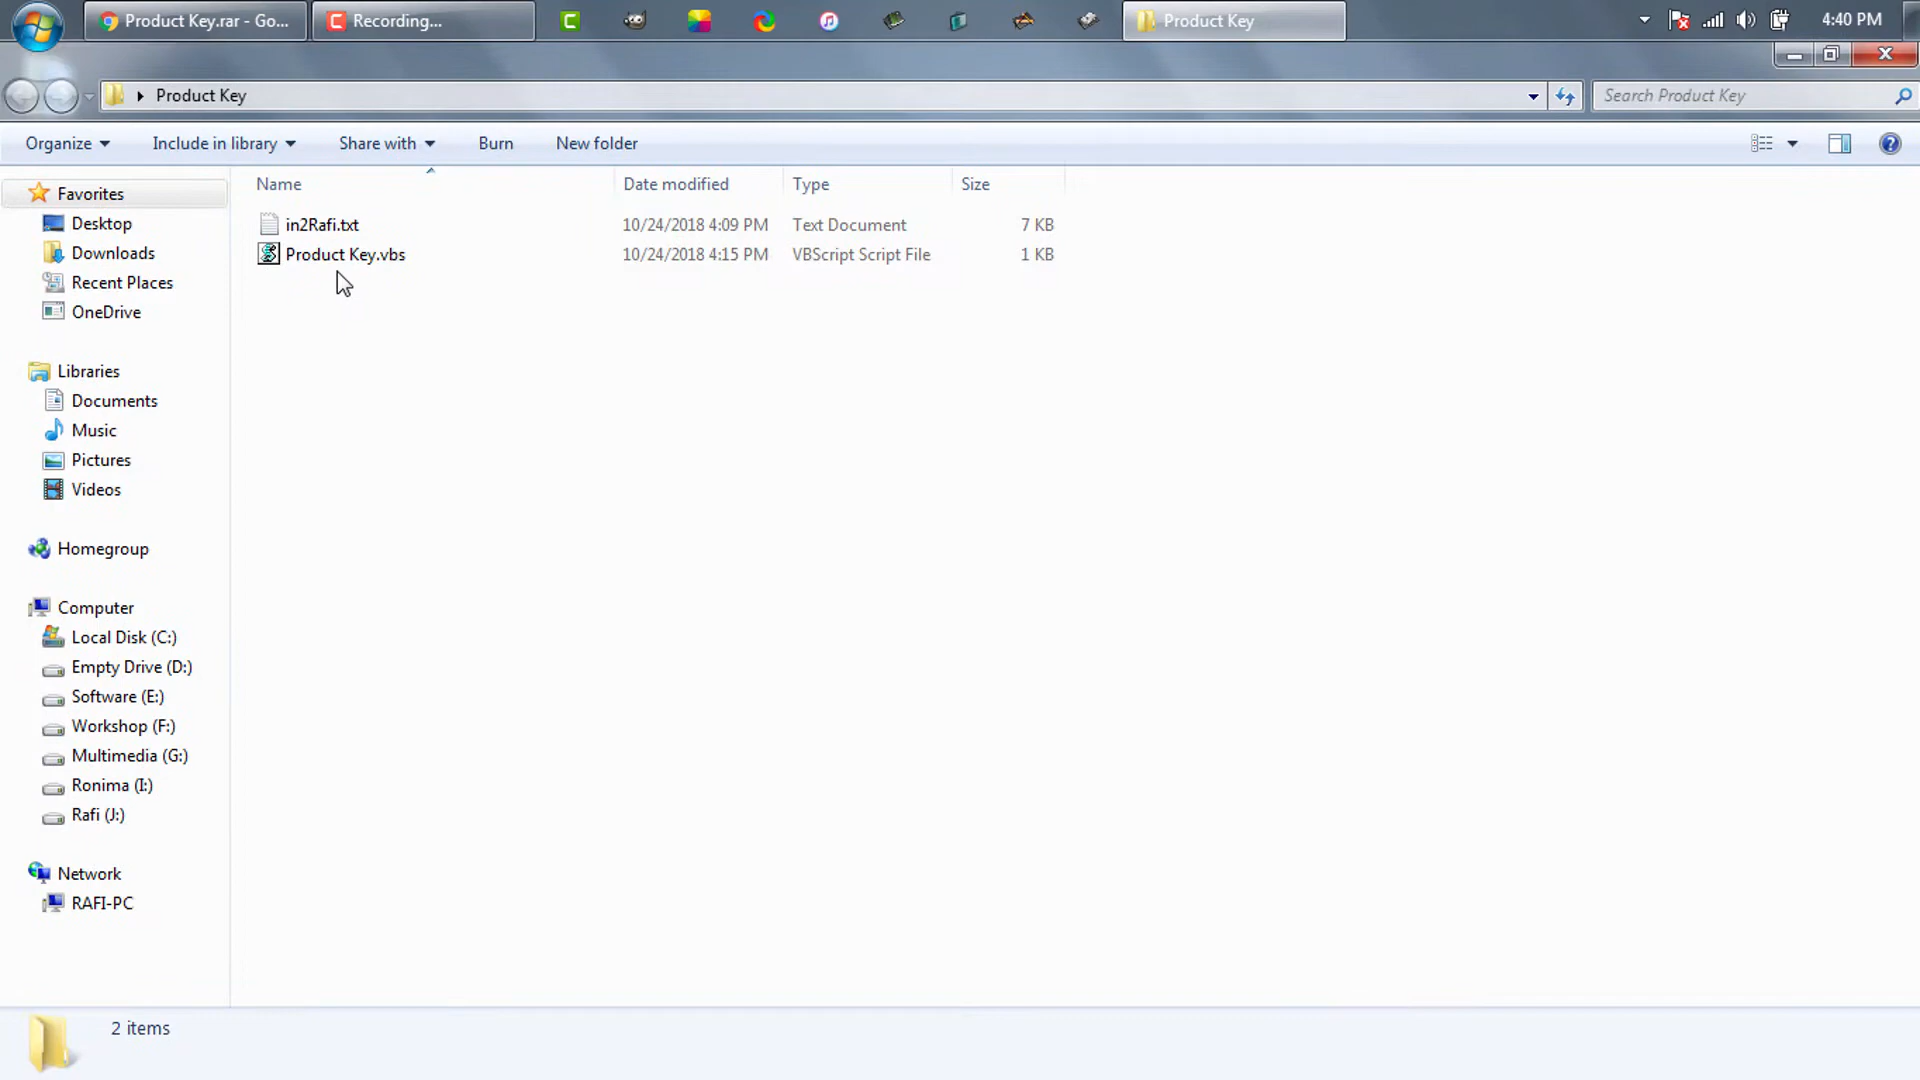 Product Key.rar - Go...
Recording...
Product Key
4:40 PM
Product Key
Search Product Key
Organize
Include in library
Share with
Burn
New folder
Name
Date modified
Type
Size
Favorites
Desktop
Downloads
Recent Places
OneDrive
Libraries
Documents
Music
Pictures
Videos
Homegroup
Computer
Local Disk (C:)
Empty Drive (D:)
Software (E:)
Workshop (F:)
Multimedia (G:)
Ronima (I:)
Rafi (J:)
Network
RAFI-PC
in2Rafi.txt 10/24/2018 4:09 PM Text Document 7 KB
Product Key.vbs 10/24/2018 4:15 PM VBScript Script File 1 KB
2 items